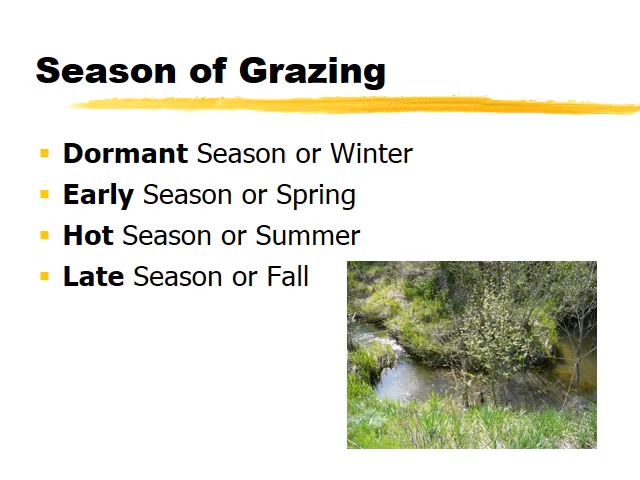 Season of Grazing
Dormant Season or Winter
Early Season or Spring
Hot Season or Summer
Late Season or Fall